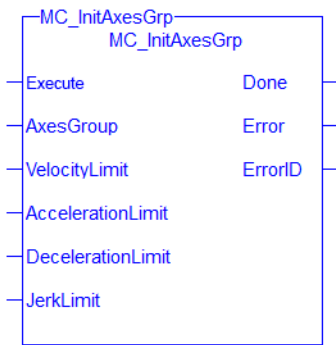 MC_InitAxesGrp
MC_InitAxesGrp
Execute Done
AxesGroup Error
VelocityLimit ErrorID
AccelerationLimit
DecelerationLimit
JerkLimit